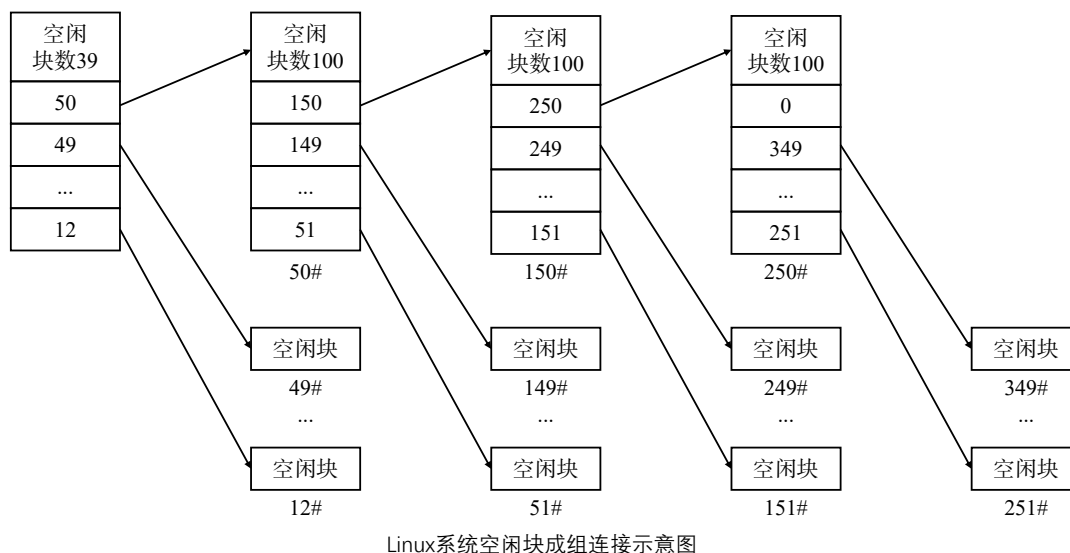 空闲
块数39
50
49
...
12
空闲
块数100
150
149
...
51
50#
空闲
块数100
250
249
...
151
150#
空闲
块数100
0
349
...
251
250#
空闲块
49#
...
空闲块
12#
空闲块
149#
...
空闲块
51#
空闲块
249#
...
空闲块
151#
空闲块
349#
...
空闲块
251#
Linux系统空闲块成组连接示意图